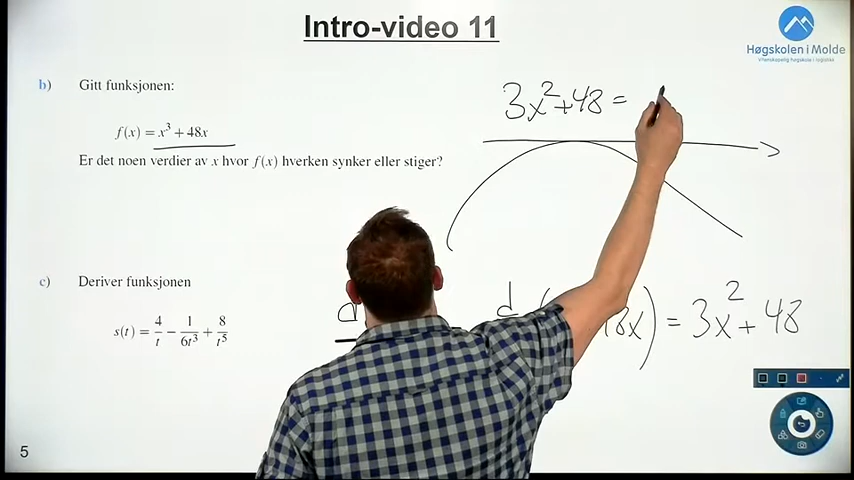 Intro-video 11
Høgskolen i Molde
Vitenskapelig høgskole i logistikk
b) Gitt funksjonen:
f(x) = x³ + 48x
Er det noen verdier av x hvor f(x) hverken synker eller stiger?
3x²+48 =
c) Deriver funksjonen
s(t) = 4/t − 1/6t³ + 8/t⁵
d
d ( 8x) = 3x² + 48
5